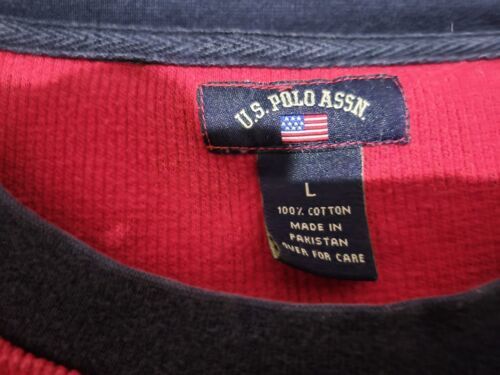 U.S. POLO ASSN.
L
100% COTTON
MADE IN
PAKISTAN
OVER FOR CARE